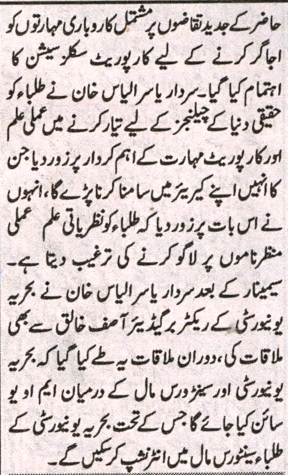 حاضر کے جدید تقاضوں پر مشتمل کاروباری مہارتوں کو
اجاگر کرنے کے لیے کارپوریٹ سکلز سیشن کا
اہتمام کیا گیا۔ سردار یاسر الیاس خان نے طلباء کو
حقیقی دنیا کے چیلنجز کے لیے تیار کرنے میں عملی علم
اور کارپوریٹ مہارت کے اہم کردار پر زور دیا جن
کا انہیں اپنے کیریئر میں سامنا کرنا پڑے گا، انہوں
نے اس بات پر زور دیا کہ طلباء کو نظریاتی علم عملی
منظر ناموں پر لاگو کرنے کی ترغیب دیتا ہے۔
سیمینار کے بعد سردار یاسر الیاس خان نے بحریہ
یونیورسٹی کے ریکٹر بریگیڈیئر آصف خالق سے بھی
ملاقات کی، دوران ملاقات یہ طے کیا گیا کہ بحریہ
یونیورسٹی اور سینٹورس مال کے درمیان ایم او یو
سائن کیا جائے گا جس کے تحت بحریہ یونیورسٹی کے
طلباء سینٹورس مال میں انٹرنشپ کر سکیں گے۔